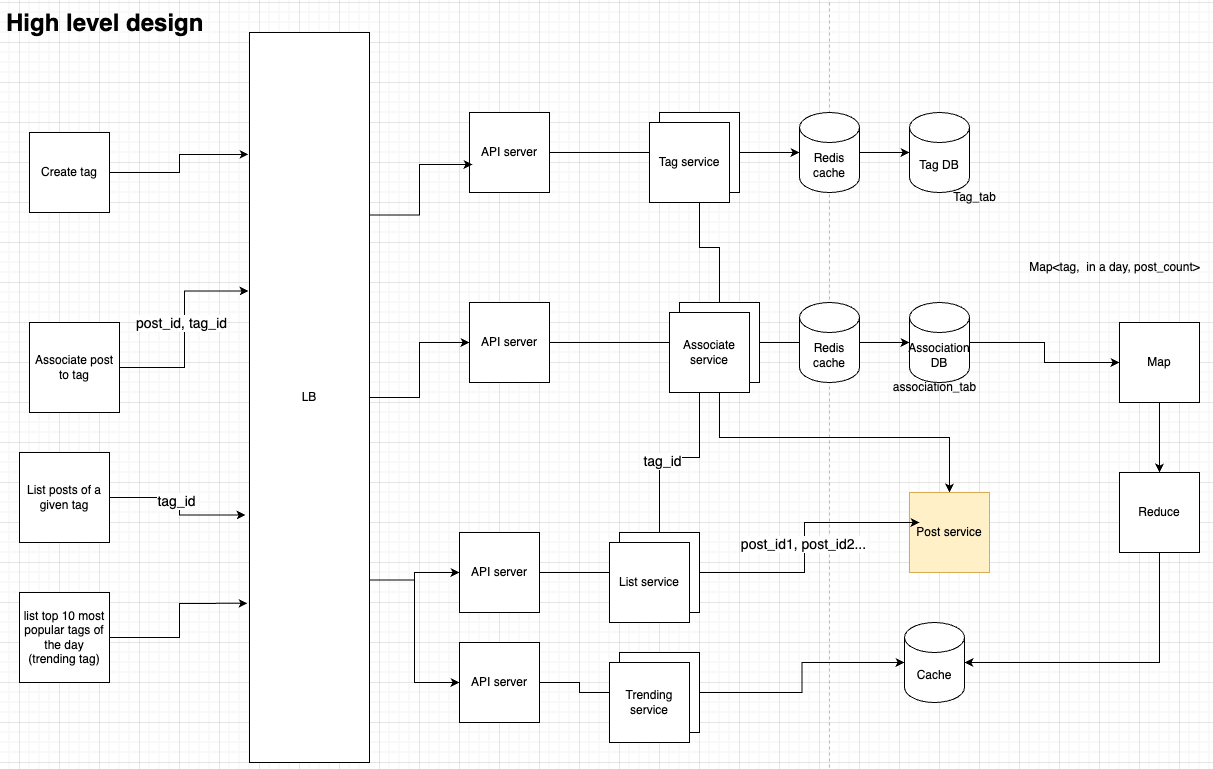 High level design
Create tag
Associate post
to tag
post_id, tag_id
List posts of a
given tag
tag_id
list top 10 most
popular tags of
the day
(trending tag)
LB
API server
Tag service
Redis
cache
Tag DB
Tag_tab
Map<tag,  in a day, post_count>
API server
Associate
service
Redis
cache
Association
DB
association_tab
Map
tag_id
Reduce
API server
List service
post_id1, post_id2...
Post service
API server
Trending
service
Cache